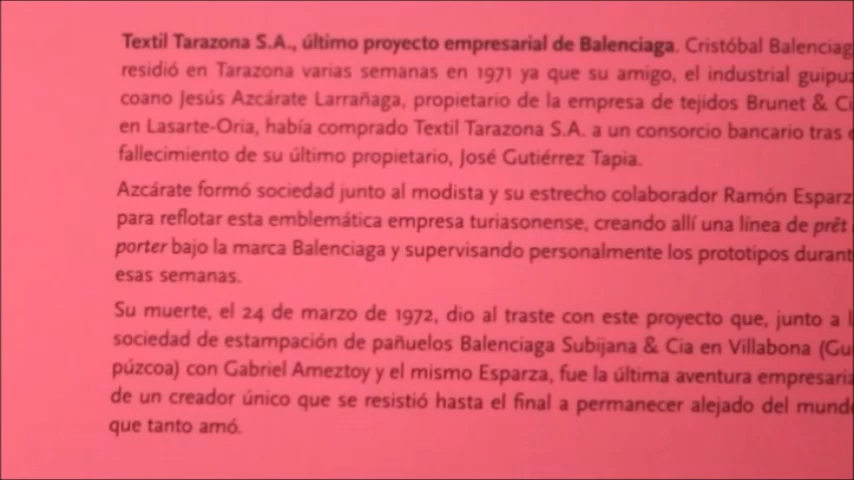 Textil Tarazona S.A., último proyecto empresarial de Balenciaga. Cristóbal Balenciag
residió en Tarazona varias semanas en 1971 ya que su amigo, el industrial guipuz
coano Jesús Azcárate Larrañaga, propietario de la empresa de tejidos Brunet & Ci
en Lasarte-Oria, había comprado Textil Tarazona S.A. a un consorcio bancario tras e
fallecimiento de su último propietario, José Gutiérrez Tapia.
Azcárate formó sociedad junto al modista y su estrecho colaborador Ramón Esparz
para reflotar esta emblemática empresa turiasonense, creando allí una línea de prêt
porter bajo la marca Balenciaga y supervisando personalmente los prototipos durant
esas semanas.
Su muerte, el 24 de marzo de 1972, dio al traste con este proyecto que, junto a l
sociedad de estampación de pañuelos Balenciaga Subijana & Cia en Villabona (Gui
púzcoa) con Gabriel Ameztoy y el mismo Esparza, fue la última aventura empresaria
de un creador único que se resistió hasta el final a permanecer alejado del mund
que tanto amó.